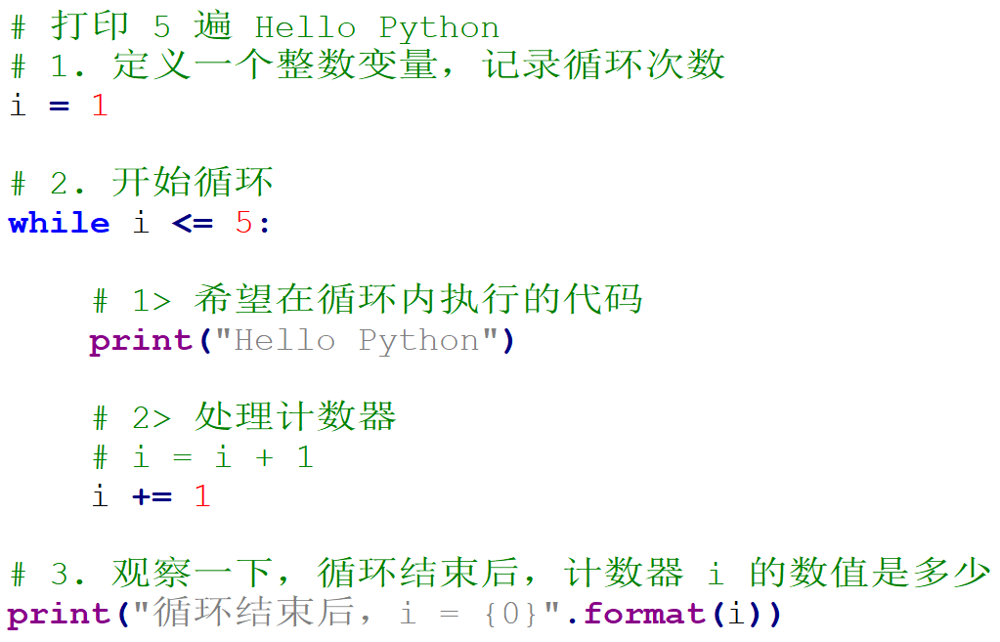 # 打印 5 遍 Hello Python
# 1. 定义一个整数变量，记录循环次数
i = 1
# 2. 开始循环
while i <= 5:
# 1> 希望在循环内执行的代码
print("Hello Python")
# 2> 处理计数器
# i = i + 1
i += 1
# 3. 观察一下，循环结束后，计数器 i 的数值是多少
print("循环结束后，i = {0}".format(i))